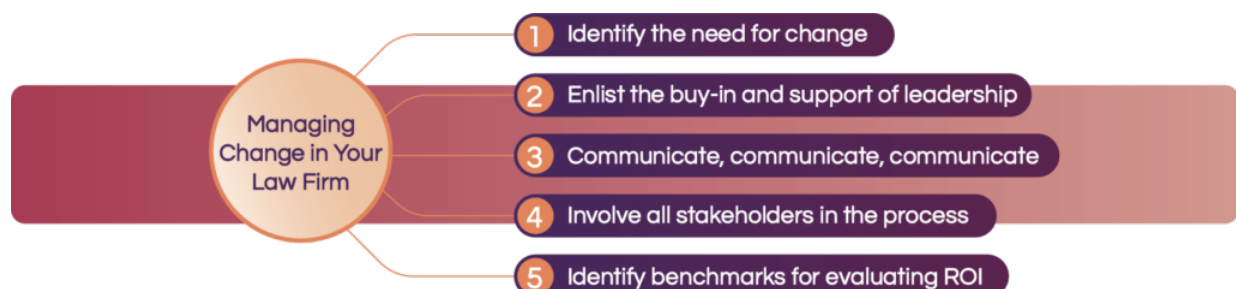 Managing
Change in Your
Law Firm
1 Identify the need for change
2 Enlist the buy-in and support of leadership
3 Communicate, communicate, communicate
4 Involve all stakeholders in the process
5 Identify benchmarks for evaluating ROI